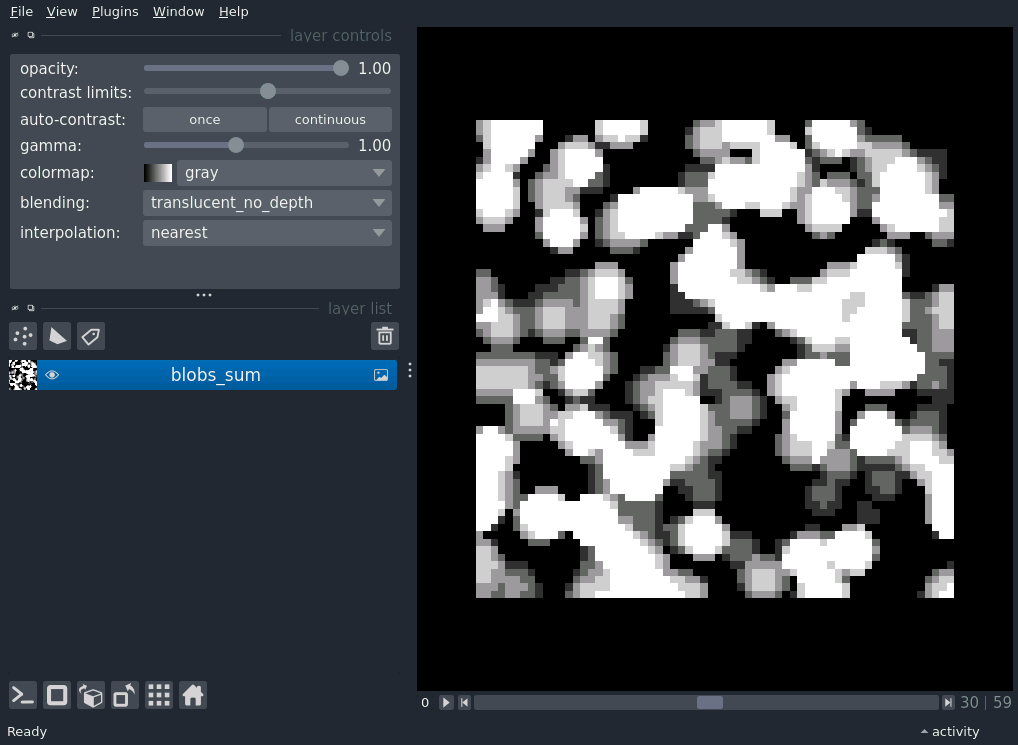 File View Plugins Window Help
layer controls
opacity: 1.00
contrast limits:
auto-contrast: once continuous
gamma: 1.00
colormap: gray
blending: translucent_no_depth
interpolation: nearest
layer list
blobs_sum
0 30 | 59
Ready activity